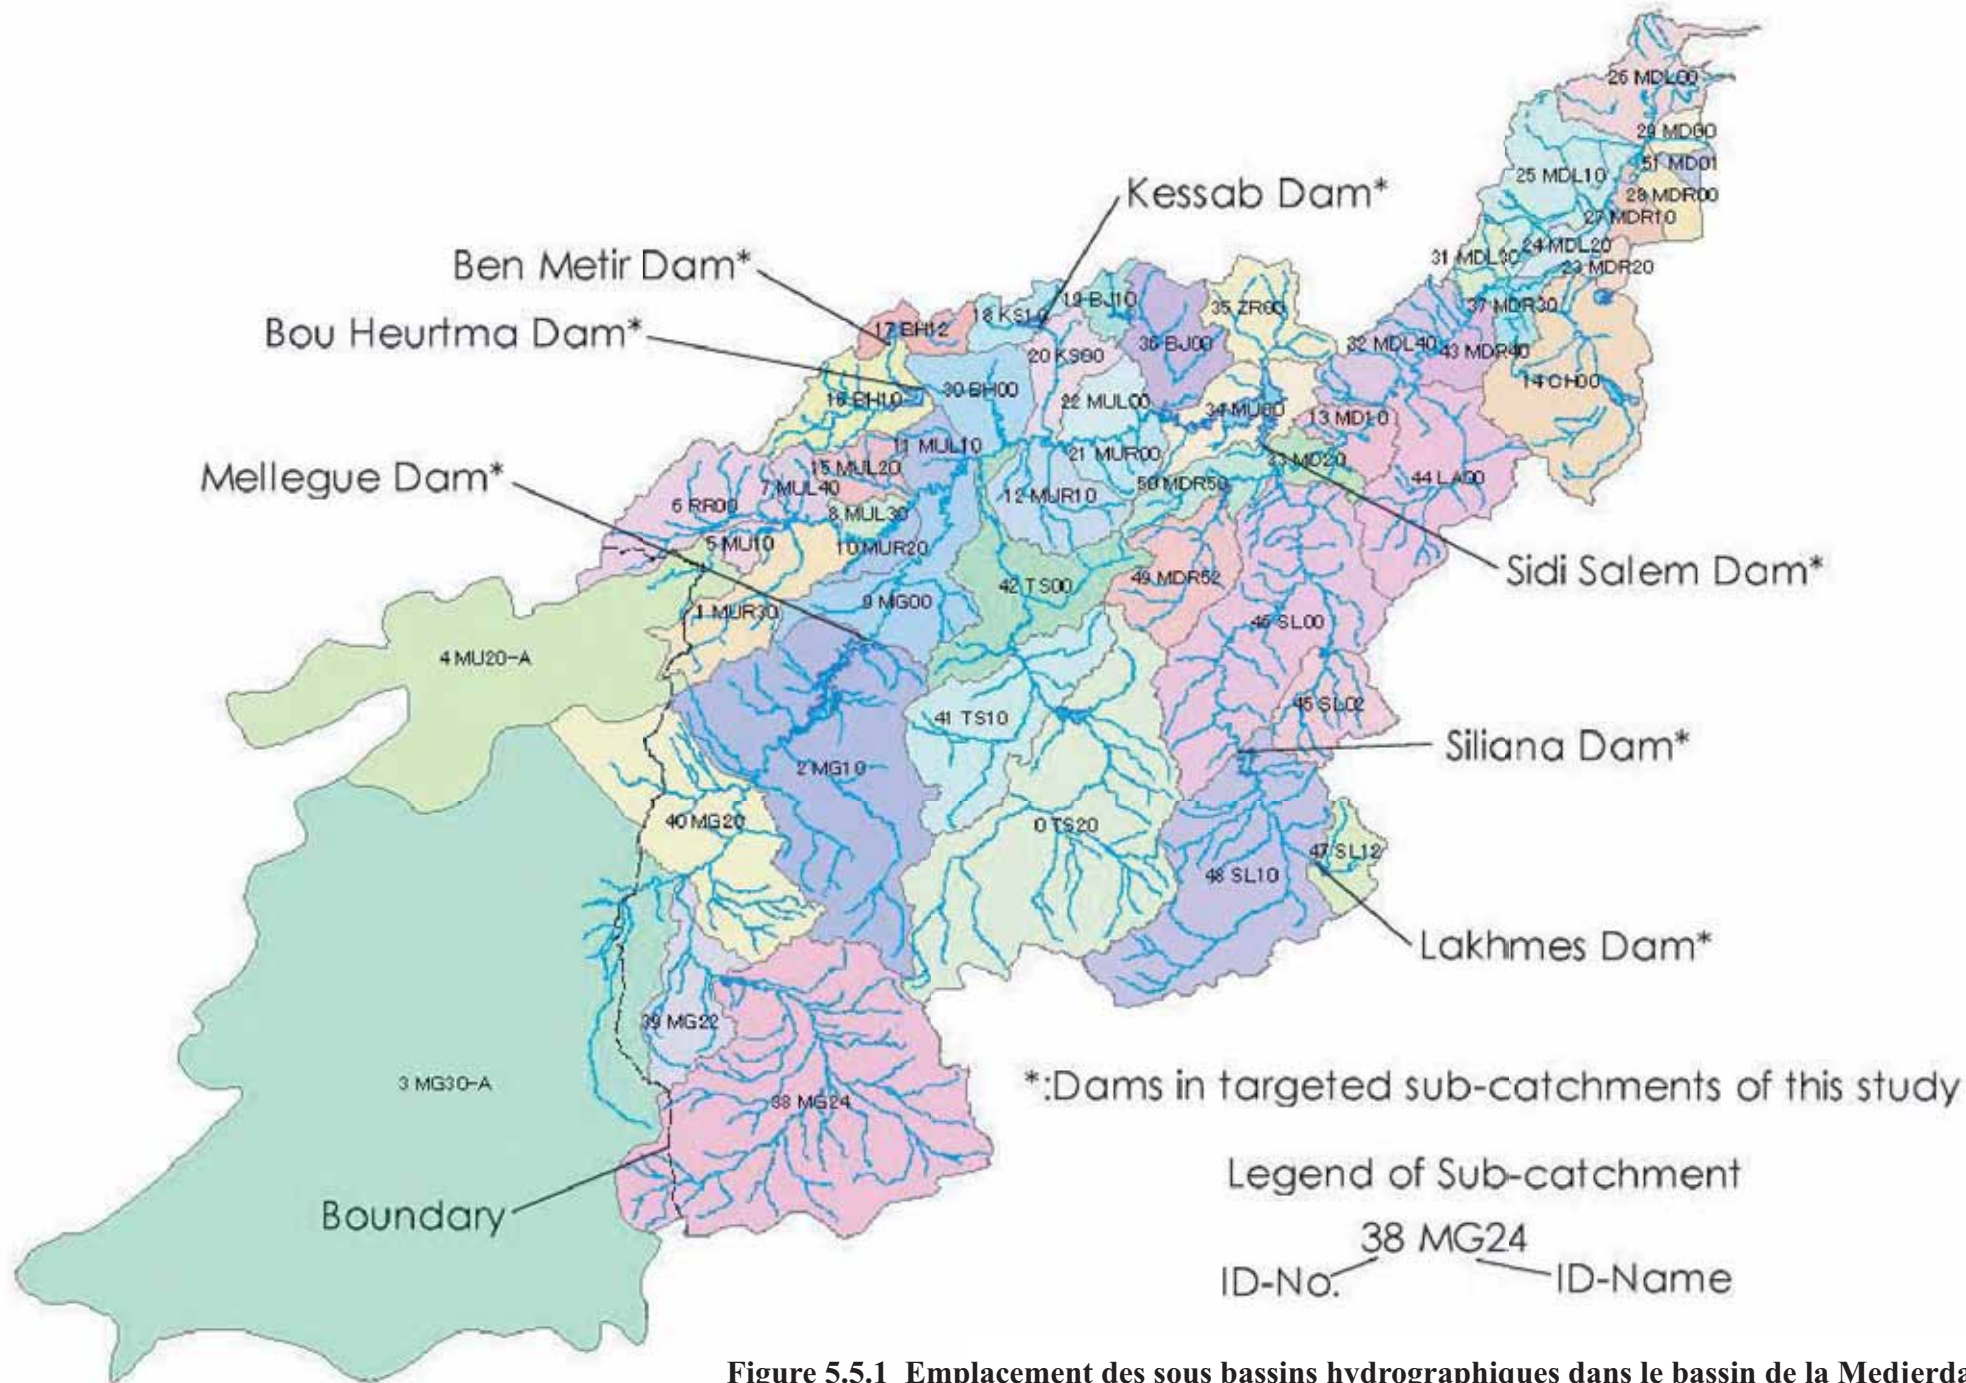 26 MDL00
29 MD00
51 MD01
25 MDL10
28 MDR00
27 MDR10
24 MDL20
31 MDL30
23 MDR20
Kessab Dam*
Ben Metir Dam*
Bou Heurtma Dam*
19 BJ10
18 KS10
35 ZR00
37 MDR30
17 BH12
20 KS00
36 BJ00
32 MDL40
43 MDR40
14 CH00
16 BH10
30 BH00
22 MUL00
34 MU00
13 MD10
11 MUL10
21 MUR00
33 MD20
Mellegue Dam*
15 MUL20
7 MUL40
12 MUR10
50 MDR50
44 LA00
6 RR00
8 MUL30
5 MU10
10 MUR20
Sidi Salem Dam*
49 MDR52
42 TS00
9 MG00
1 MUR30
46 SL00
4 MU20-A
45 SL02
41 TS10
Siliana Dam*
2 MG10
40 MG20
0 TS20
47 SL12
48 SL10
Lakhmes Dam*
39 MG22
3 MG30-A
38 MG24
*:Dams in targeted sub-catchments of this study
Boundary
Legend of Sub-catchment
38 MG24
ID-No.
ID-Name
Figure 5.5.1 Emplacement des sous bassins hydrographiques dans le bassin de la Medjerda